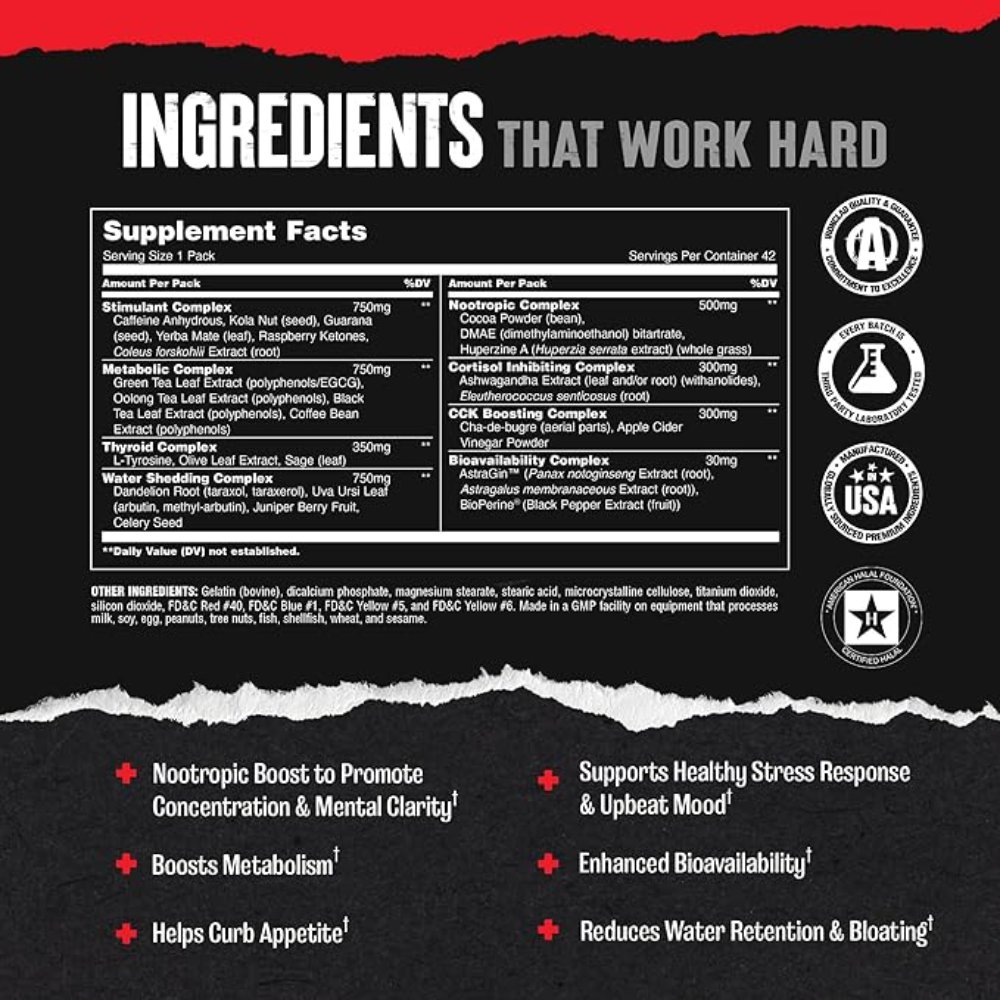 INGREDIENTS THAT WORK HARD
Supplement Facts
Serving Size 1 Pack
Servings Per Container 42
Amount Per Pack %DV
Stimulant Complex 750mg **
Caffeine Anhydrous, Kola Nut (seed), Guarana
(seed), Yerba Mate (leaf), Raspberry Ketones,
Coleus forskohlii Extract (root)
Metabolic Complex 750mg **
Green Tea Leaf Extract (polyphenols/EGCG),
Oolong Tea Leaf Extract (polyphenols), Black
Tea Leaf Extract (polyphenols), Coffee Bean
Extract (polyphenols)
Thyroid Complex 350mg **
L-Tyrosine, Olive Leaf Extract, Sage (leaf)
Water Shedding Complex 750mg **
Dandelion Root (taraxol, taraxerol), Uva Ursi Leaf
(arbutin, methyl-arbutin), Juniper Berry Fruit,
Celery Seed
Amount Per Pack %DV
Nootropic Complex 500mg **
Cocoa Powder (bean),
DMAE (dimethylaminoethanol) bitartrate,
Huperzine A (Huperzia serrata extract) (whole grass)
Cortisol Inhibiting Complex 300mg **
Ashwagandha Extract (leaf and/or root) (withanolides),
Eleutherococcus senticosus (root)
CCK Boosting Complex 300mg **
Cha-de-bugre (aerial parts), Apple Cider
Vinegar Powder
Bioavailability Complex 30mg **
AstraGin™ (Panax notoginseng Extract (root),
Astragalus membranaceous Extract (root)),
BioPerine® (Black Pepper Extract (fruit))
**Daily Value (DV) not established.
OTHER INGREDIENTS: Gelatin (bovine), dicalcium phosphate, magnesium stearate, stearic acid, microcrystalline cellulose, titanium dioxide,
silicon dioxide, FD&C Red #40, FD&C Blue #1, FD&C Yellow #5, and FD&C Yellow #6. Made in a GMP facility on equipment that processes
milk, soy, egg, peanuts, tree nuts, fish, shellfish, wheat, and sesame.
IRONCLAD QUALITY & GUARANTEE
A
COMMITMENT TO EXCELLENCE
EVERY BATCH IS
THIRD PARTY LABORATORY TESTED
MANUFACTURED
IN
USA
GLOBALLY SOURCED PREMIUM INGREDIENTS
AMERICAN HALAL FOUNDATION
H
CERTIFIED HALAL
Nootropic Boost to Promote
Concentration & Mental Clarity†
Boosts Metabolism†
Helps Curb Appetite†
Supports Healthy Stress Response
& Upbeat Mood†
Enhanced Bioavailability†
Reduces Water Retention & Bloating†